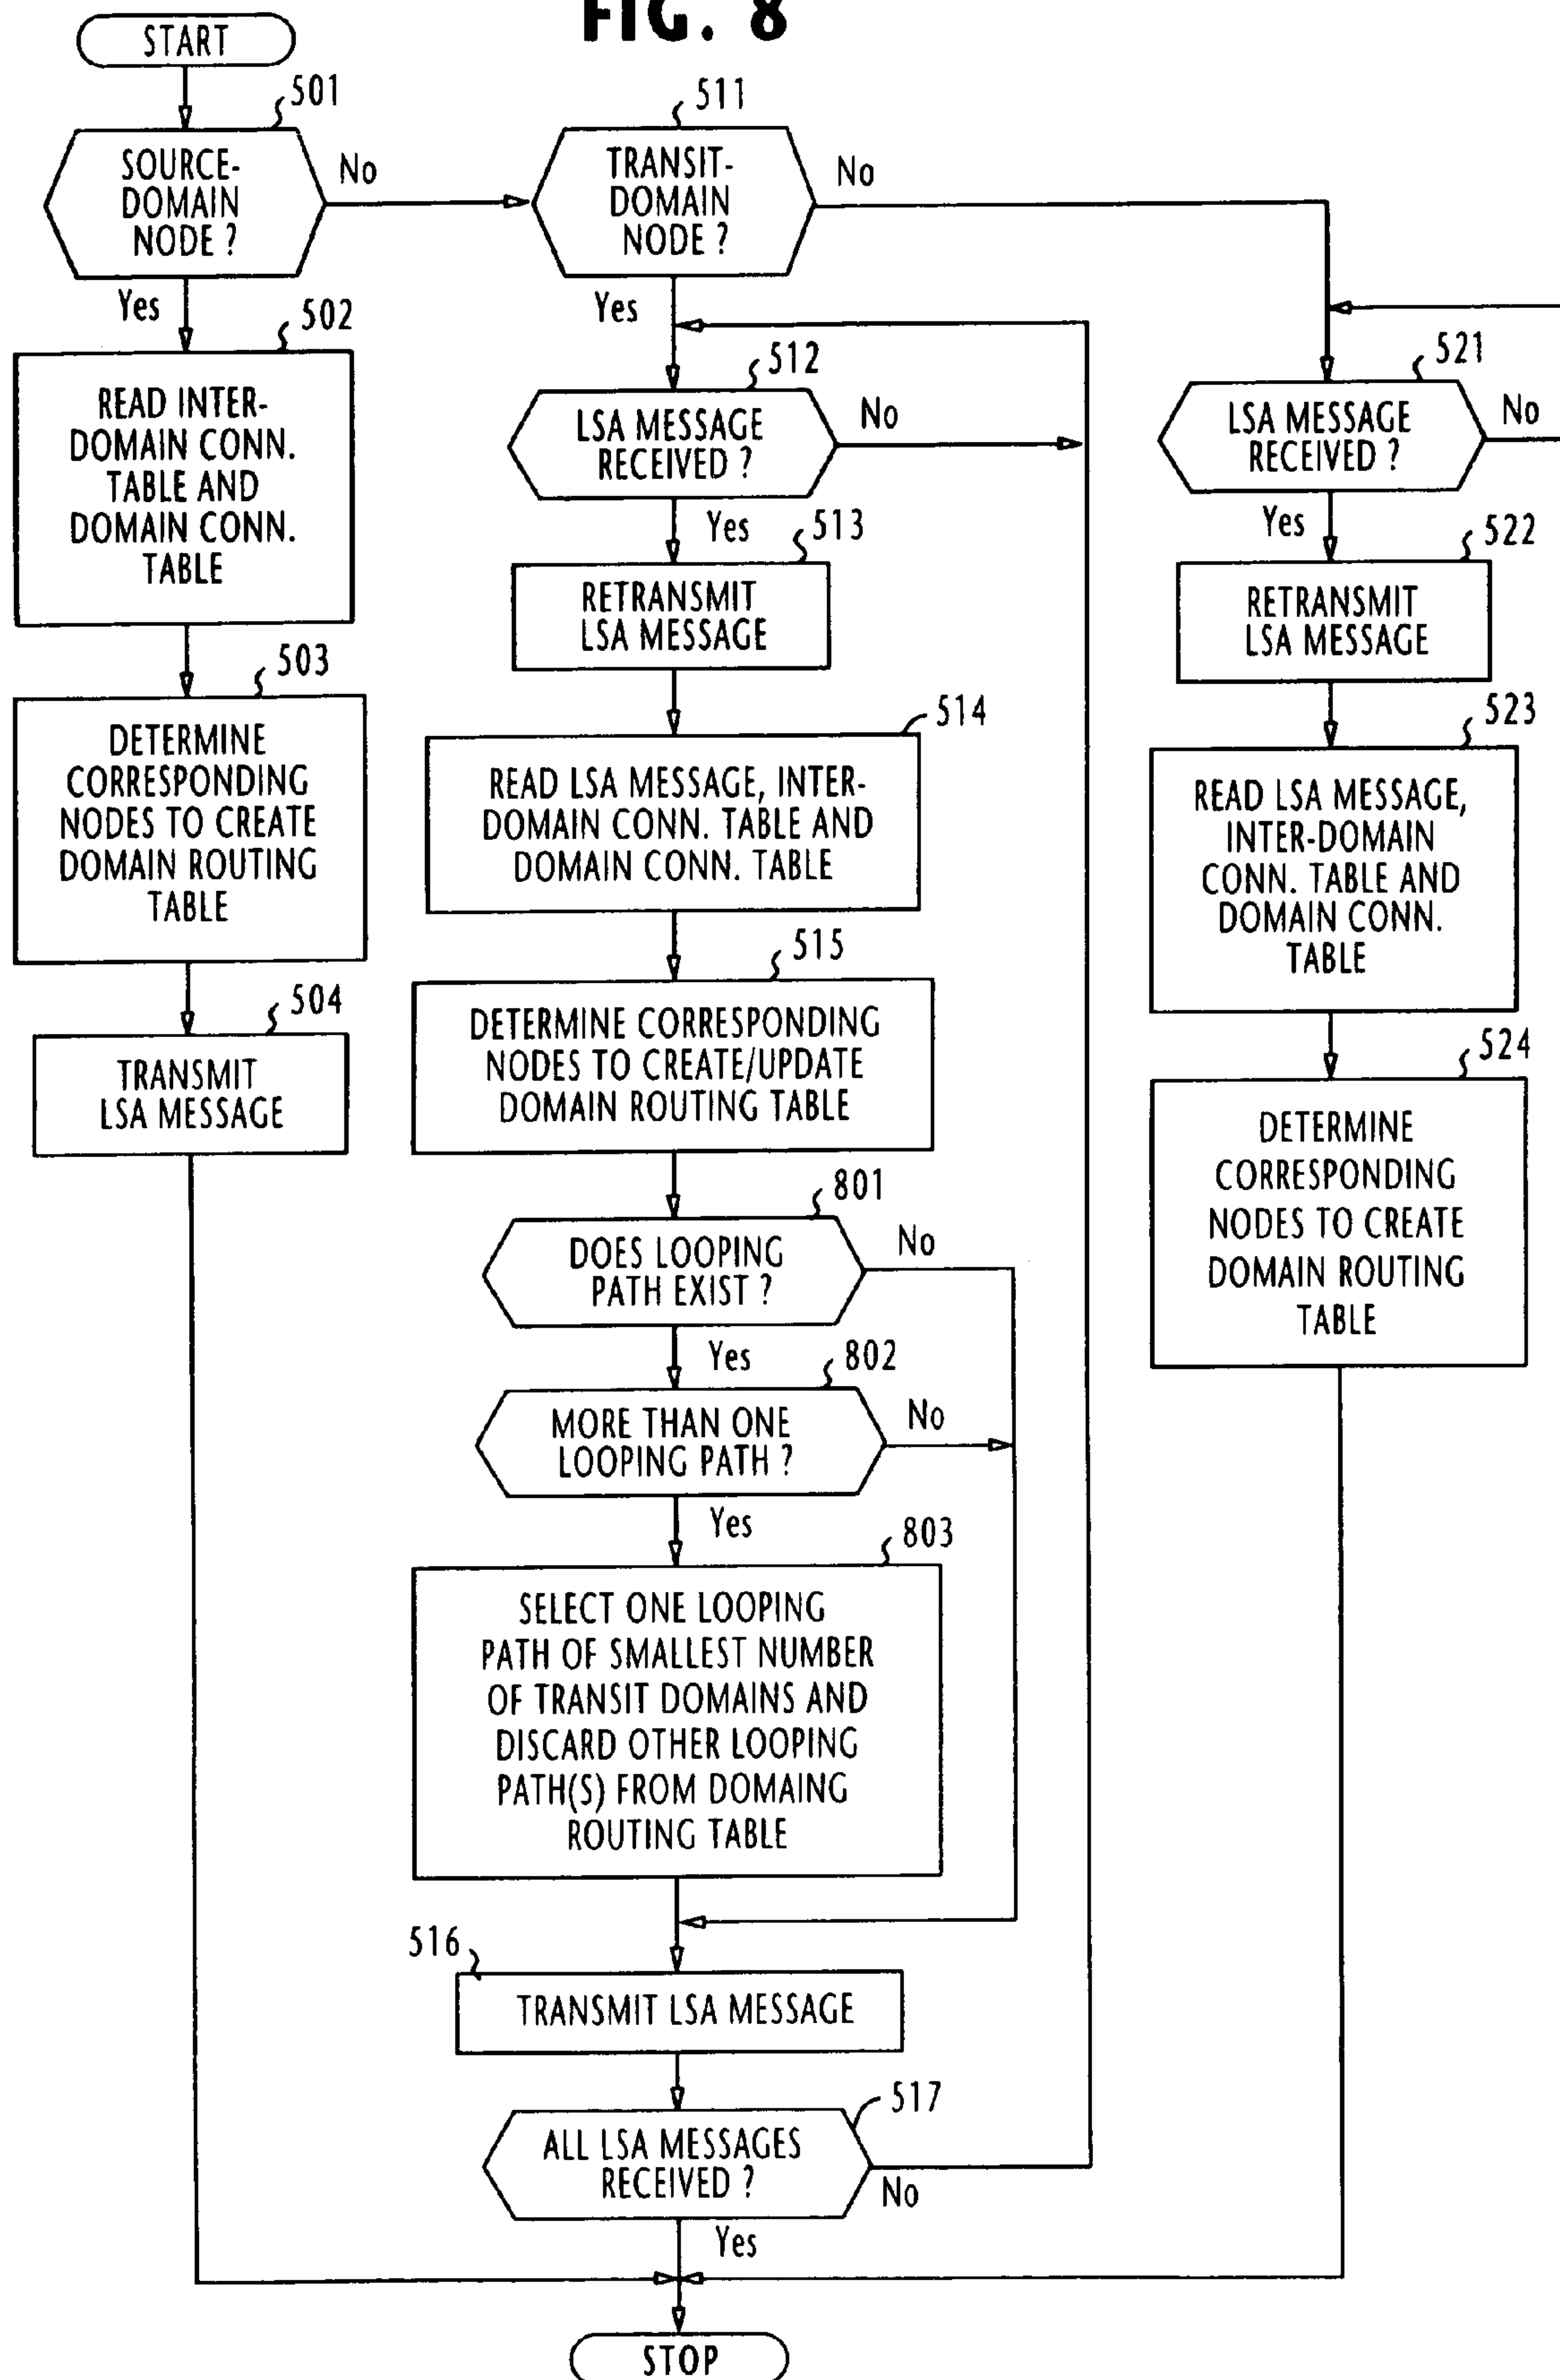 FIG. 8
START
501
SOURCE-
DOMAIN
NODE ?
No
Yes
502
READ INTER-
DOMAIN CONN.
TABLE AND
DOMAIN CONN.
TABLE
503
DETERMINE
CORRESPONDING
NODES TO CREATE
DOMAIN ROUTING
TABLE
504
TRANSMIT
LSA MESSAGE
511
TRANSIT-
DOMAIN
NODE ?
No
Yes
512
LSA MESSAGE
RECEIVED ?
No
Yes
513
RETRANSMIT
LSA MESSAGE
514
READ LSA MESSAGE, INTER-
DOMAIN CONN. TABLE AND
DOMAIN CONN. TABLE
515
DETERMINE CORRESPONDING
NODES TO CREATE/UPDATE
DOMAIN ROUTING TABLE
801
DOES LOOPING
PATH EXIST ?
No
Yes
802
MORE THAN ONE
LOOPING PATH ?
No
Yes
803
SELECT ONE LOOPING
PATH OF SMALLEST NUMBER
OF TRANSIT DOMAINS AND
DISCARD OTHER LOOPING
PATH(S) FROM DOMAING
ROUTING TABLE
516
TRANSMIT LSA MESSAGE
517
ALL LSA MESSAGES
RECEIVED ?
No
Yes
521
LSA MESSAGE
RECEIVED ?
No
Yes
522
RETRANSMIT
LSA MESSAGE
523
READ LSA MESSAGE,
INTER-DOMAIN
CONN. TABLE AND
DOMAIN CONN.
TABLE
524
DETERMINE
CORRESPONDING
NODES TO CREATE
DOMAIN ROUTING
TABLE
STOP